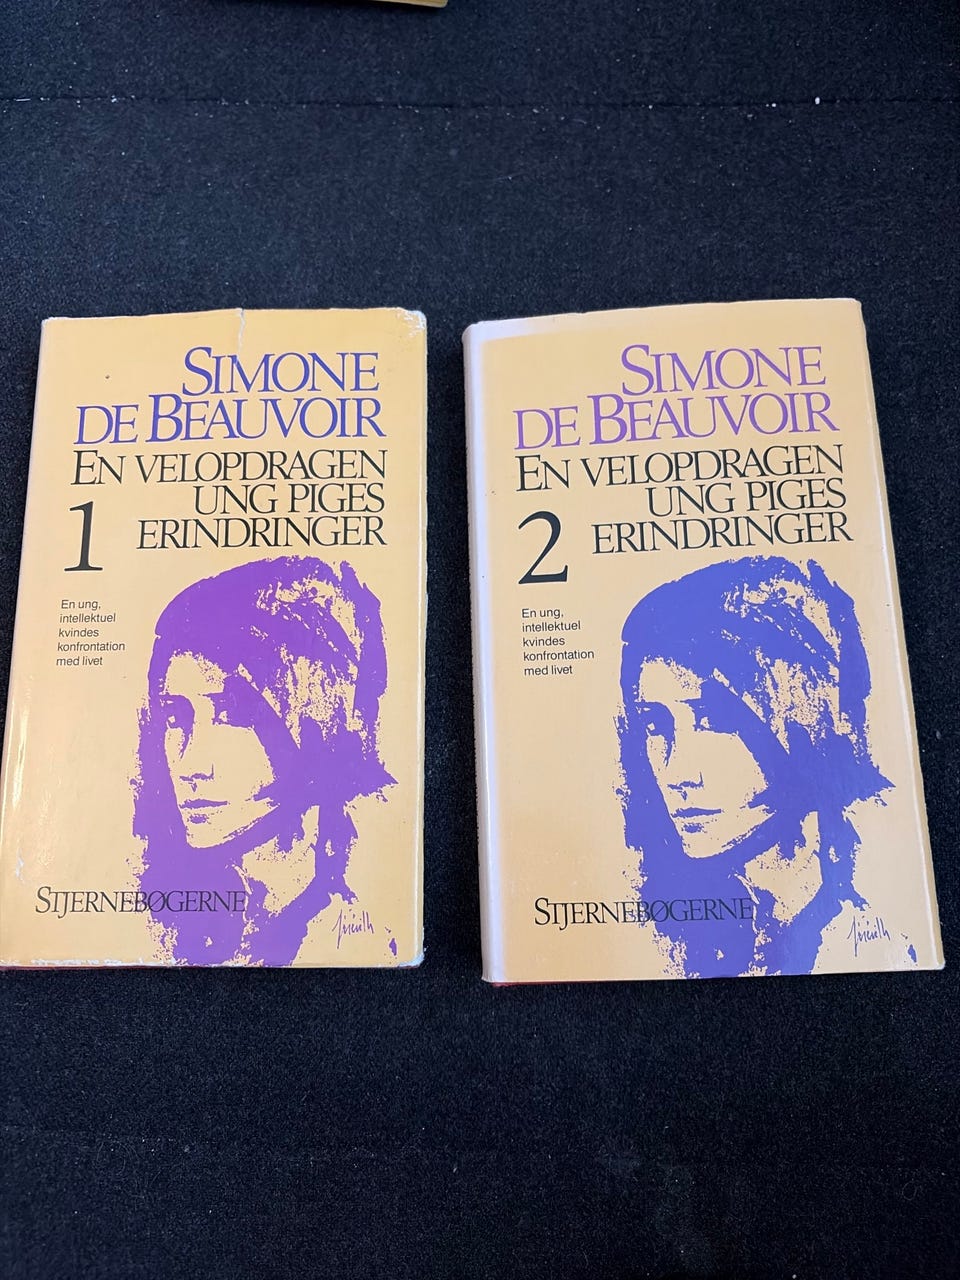 SIMONE
DE BEAUVOIR
EN VELOPDRAGEN
UNG PIGES
1 ERINDRINGER
En ung,
intellektuel
kvindes
konfrontation
med livet
STJERNEBØGERNE
SIMONE
DE BEAUVOIR
EN VELOPDRAGEN
UNG PIGES
2 ERINDRINGER
En ung,
intellektuel
kvindes
konfrontation
med livet
STJERNEBØGERNE